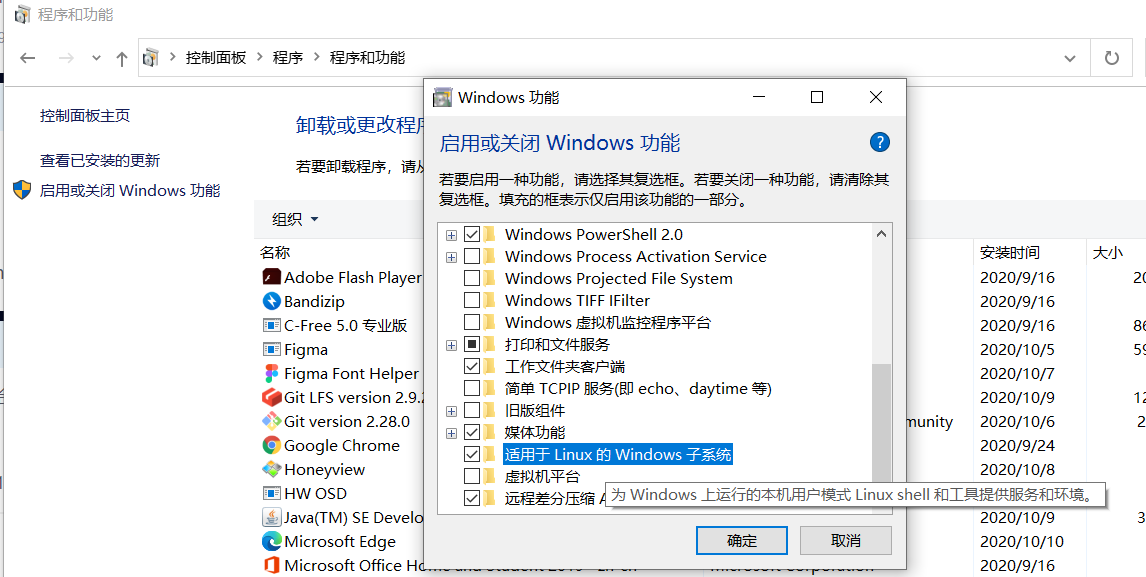 程序和功能
控制面板 > 程序 > 程序和功能
控制面板主页
查看已安装的更新
启用或关闭 Windows 功能
卸载或更改程序
若要卸载程序，请从
组织
名称
安装时间
大小
Adobe Flash Player
2020/9/16
20
Bandizip
2020/9/16
C-Free 5.0 专业版
2020/9/16
86
Figma
2020/10/5
59
Figma Font Helper
2020/10/7
Git LFS version 2.9.2
2020/10/9
12
Git version 2.28.0
munity
2020/10/6
2
Google Chrome
2020/9/24
Honeyview
2020/10/8
HW OSD
Java(TM) SE Develo
2020/10/9
3
Microsoft Edge
2020/10/10
Microsoft Office Home and Student 2016 - zh-cn
Microsoft Corporation
2020/9/16
Windows 功能
启用或关闭 Windows 功能
若要启用一种功能，请选择其复选框。若要关闭一种功能，请清除其
复选框。填充的框表示仅启用该功能的一部分。
Windows PowerShell 2.0
Windows Process Activation Service
Windows Projected File System
Windows TIFF IFilter
Windows 虚拟机监控程序平台
打印和文件服务
工作文件夹客户端
简单 TCPIP 服务(即 echo、daytime 等)
旧版组件
媒体功能
适用于 Linux 的 Windows 子系统
虚拟机平台
远程差分压缩 A
为 Windows 上运行的本机用户模式 Linux shell 和工具提供服务和环境。
确定
取消